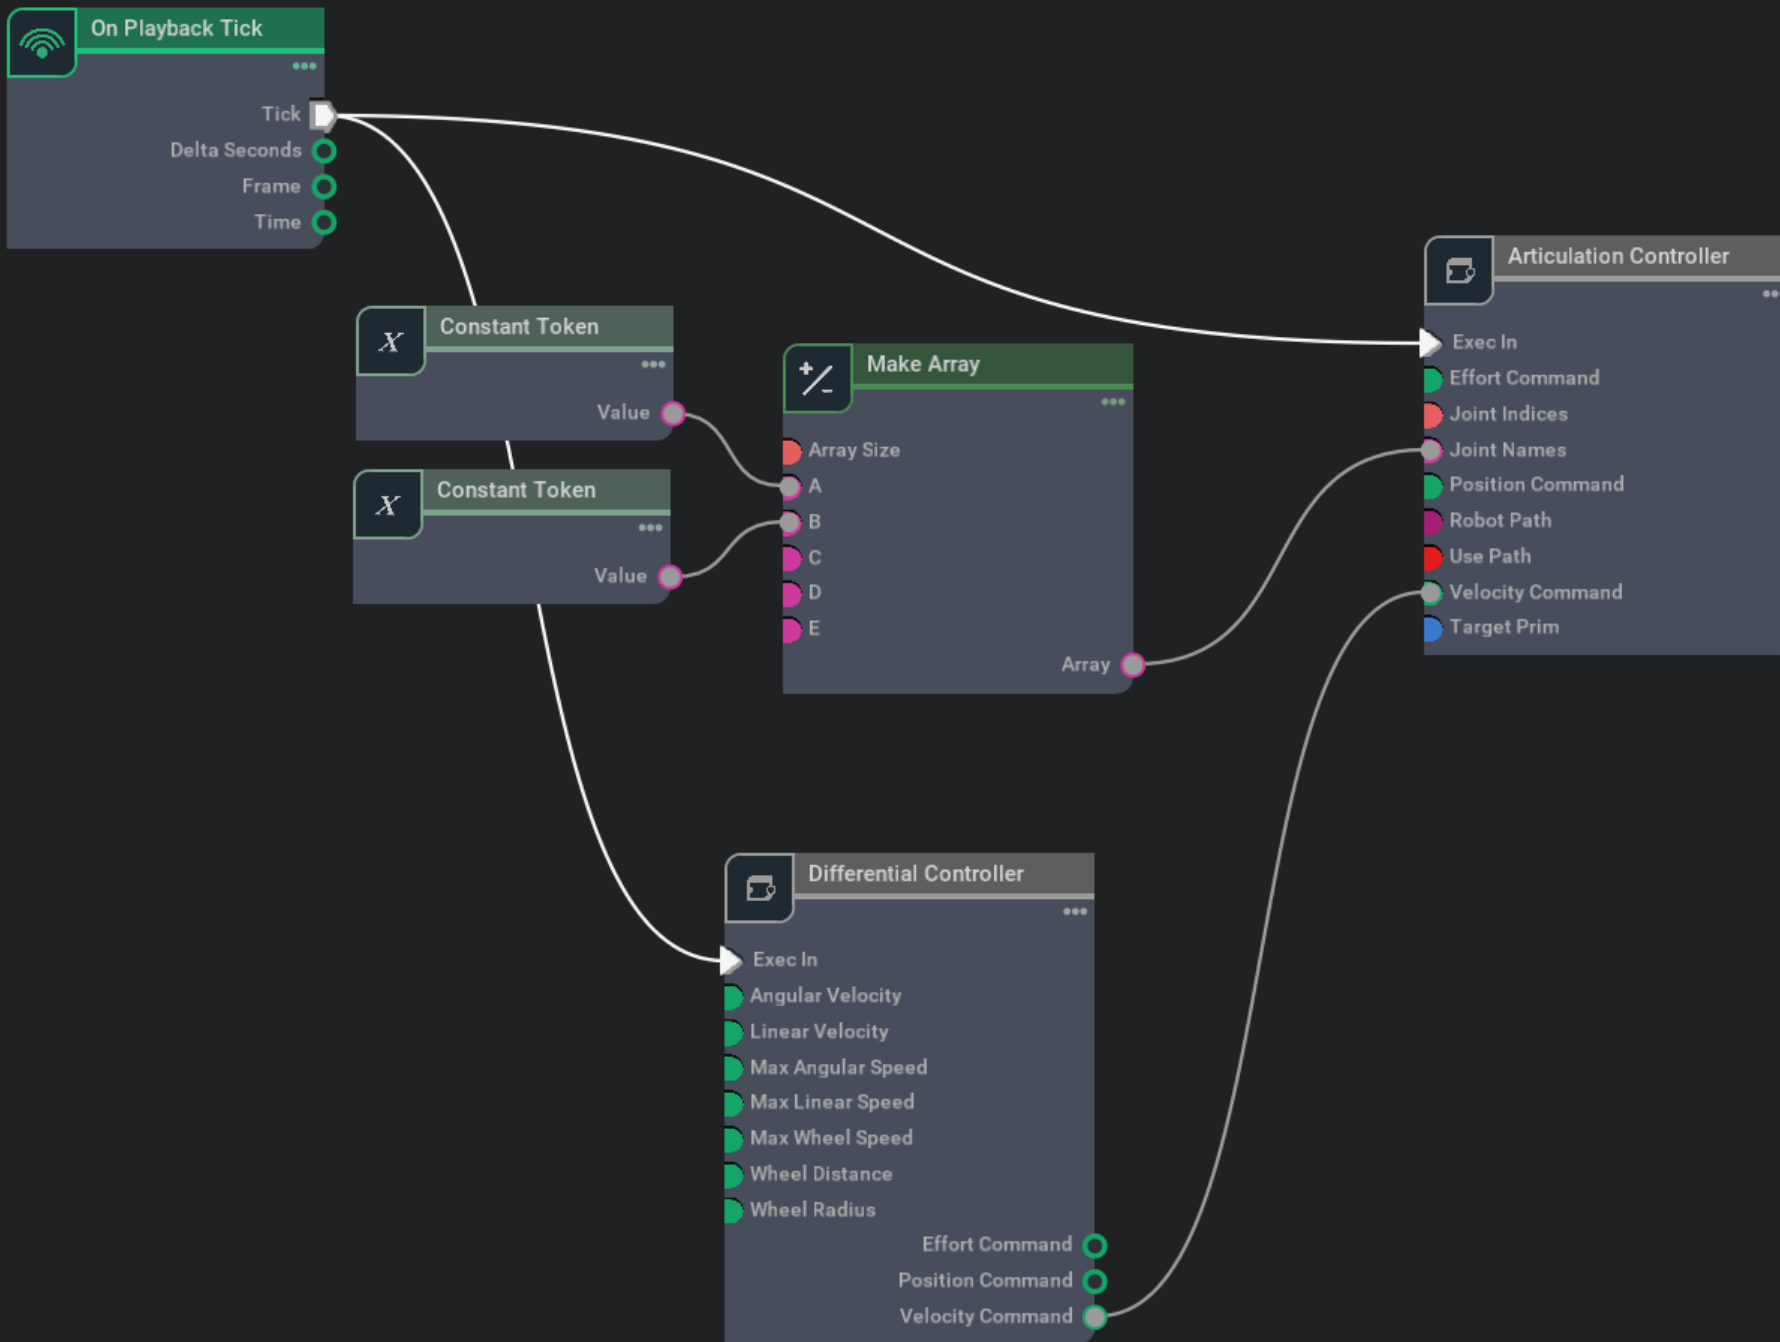 On Playback Tick
Tick
Delta Seconds
Frame
Time
Constant Token
Value
Constant Token
Value
Make Array
Array Size
A
B
C
D
E
Array
Articulation Controller
Exec In
Effort Command
Joint Indices
Joint Names
Position Command
Robot Path
Use Path
Velocity Command
Target Prim
Differential Controller
Exec In
Angular Velocity
Linear Velocity
Max Angular Speed
Max Linear Speed
Max Wheel Speed
Wheel Distance
Wheel Radius
Effort Command
Position Command
Velocity Command